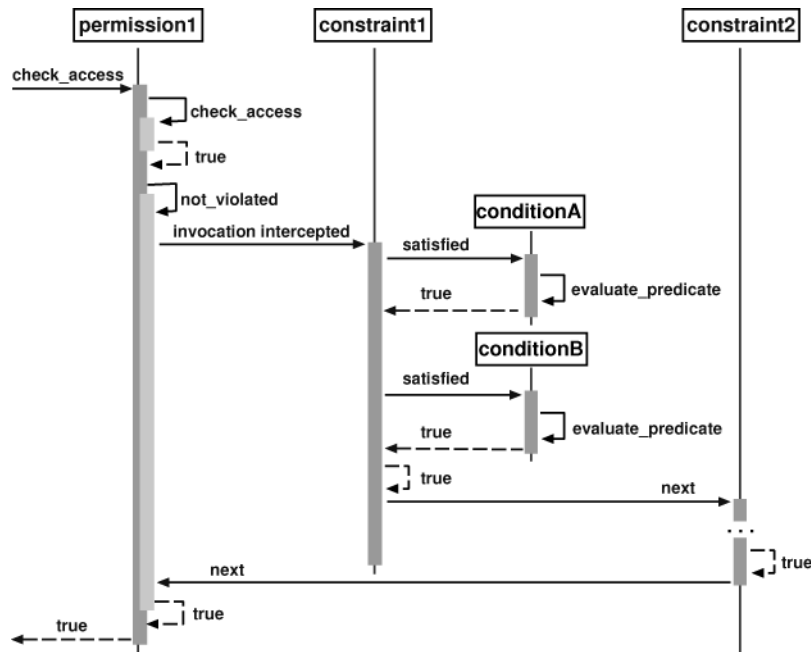 permission1
constraint1
constraint2
check_access
check_access
true
not_violated
invocation intercepted
conditionA
satisfied
evaluate_predicate
true
conditionB
satisfied
evaluate_predicate
true
true
next
. . .
true
next
true
true